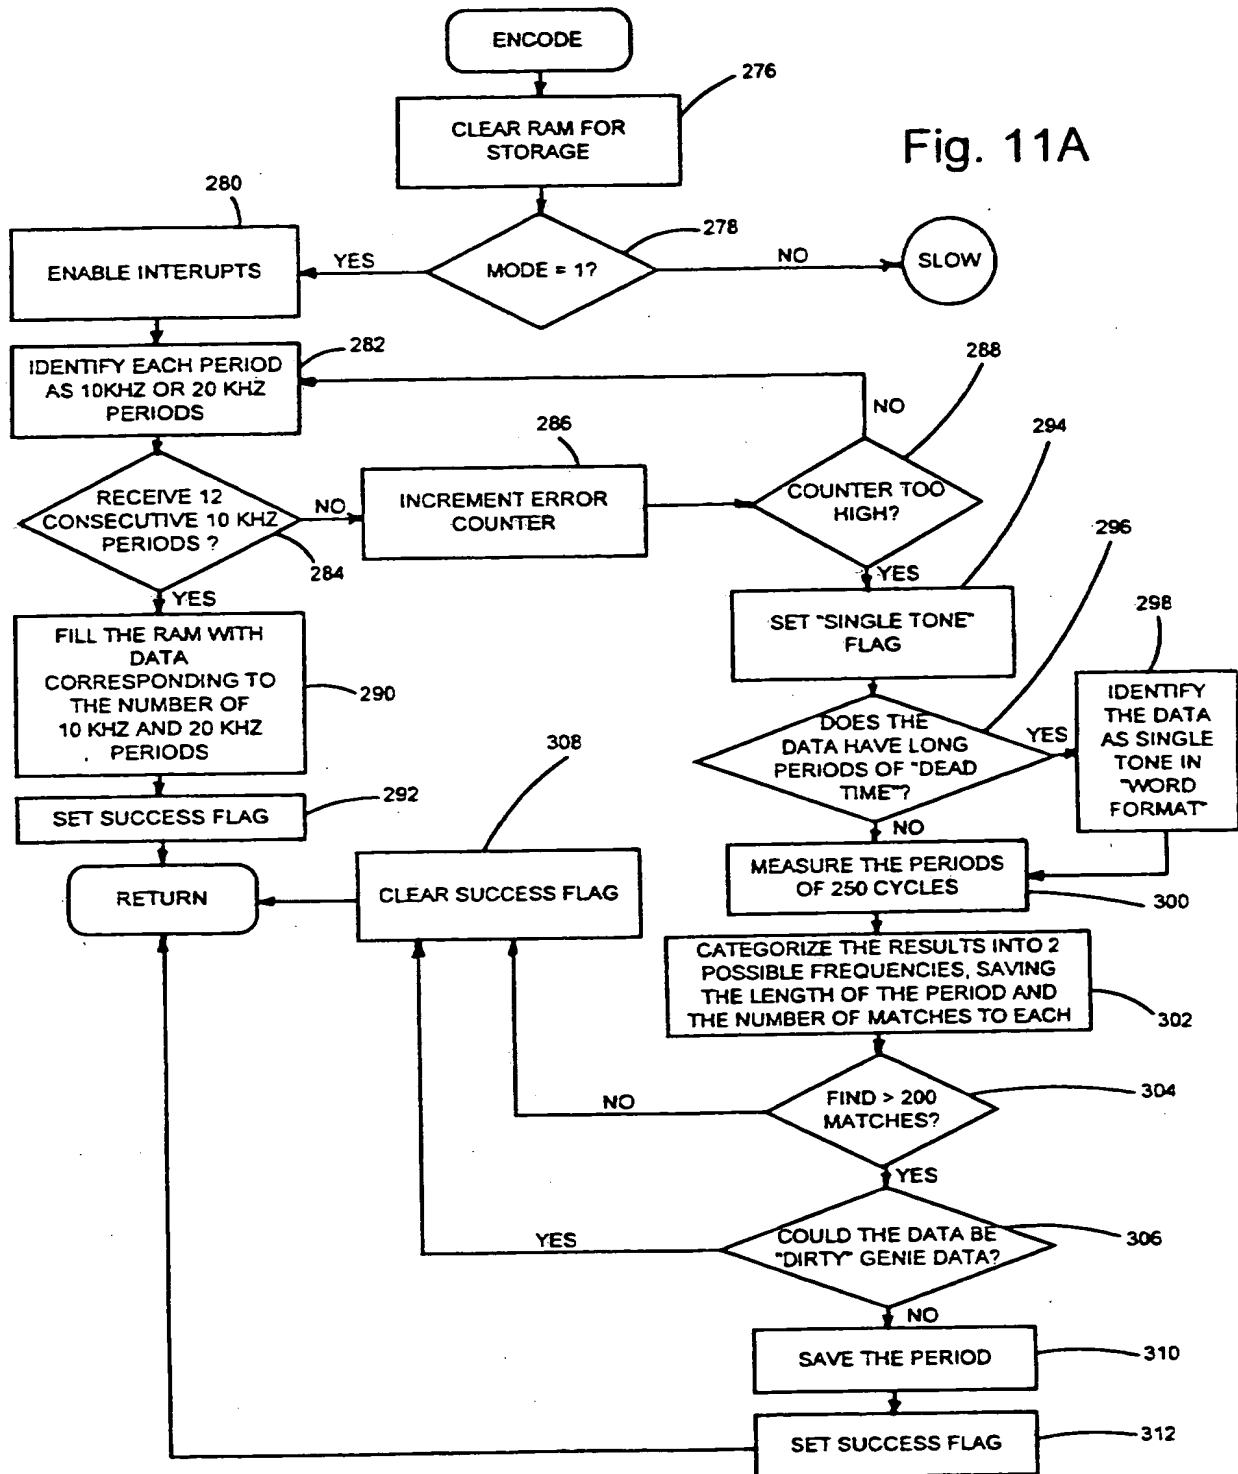 ENCODE
276
CLEAR RAM FOR
STORAGE
Fig. 11A
280
278
ENABLE INTERUPTS
YES
MODE = 1?
NO
SLOW
282
IDENTIFY EACH PERIOD
AS 10KHZ OR 20 KHZ
PERIODS
288
NO
286
294
RECEIVE 12
CONSECUTIVE 10 KHZ
PERIODS ?
NO
INCREMENT ERROR
COUNTER
COUNTER TOO
HIGH?
284
296
YES
YES
298
FILL THE RAM WITH
DATA
CORRESPONDING TO
THE NUMBER OF
10 KHZ AND 20 KHZ
PERIODS
290
SET "SINGLE TONE"
FLAG
IDENTIFY
THE DATA
AS SINGLE
TONE IN
"WORD
FORMAT"
DOES THE
DATA HAVE LONG
PERIODS OF "DEAD
TIME"?
YES
308
292
SET SUCCESS FLAG
NO
RETURN
CLEAR SUCCESS FLAG
MEASURE THE PERIODS
OF 250 CYCLES
300
CATEGORIZE THE RESULTS INTO 2
POSSIBLE FREQUENCIES, SAVING
THE LENGTH OF THE PERIOD AND
THE NUMBER OF MATCHES TO EACH
302
NO
FIND > 200
MATCHES?
304
YES
YES
COULD THE DATA BE
"DIRTY" GENIE DATA?
306
NO
SAVE THE PERIOD
310
SET SUCCESS FLAG
312